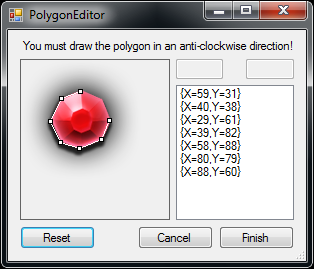 PolygonEditor
You must draw the polygon in an anti-clockwise direction!
{X=59,Y=31}
{X=40,Y=38}
{X=29,Y=61}
{X=39,Y=82}
{X=58,Y=88}
{X=80,Y=79}
{X=88,Y=60}
Reset
Cancel
Finish